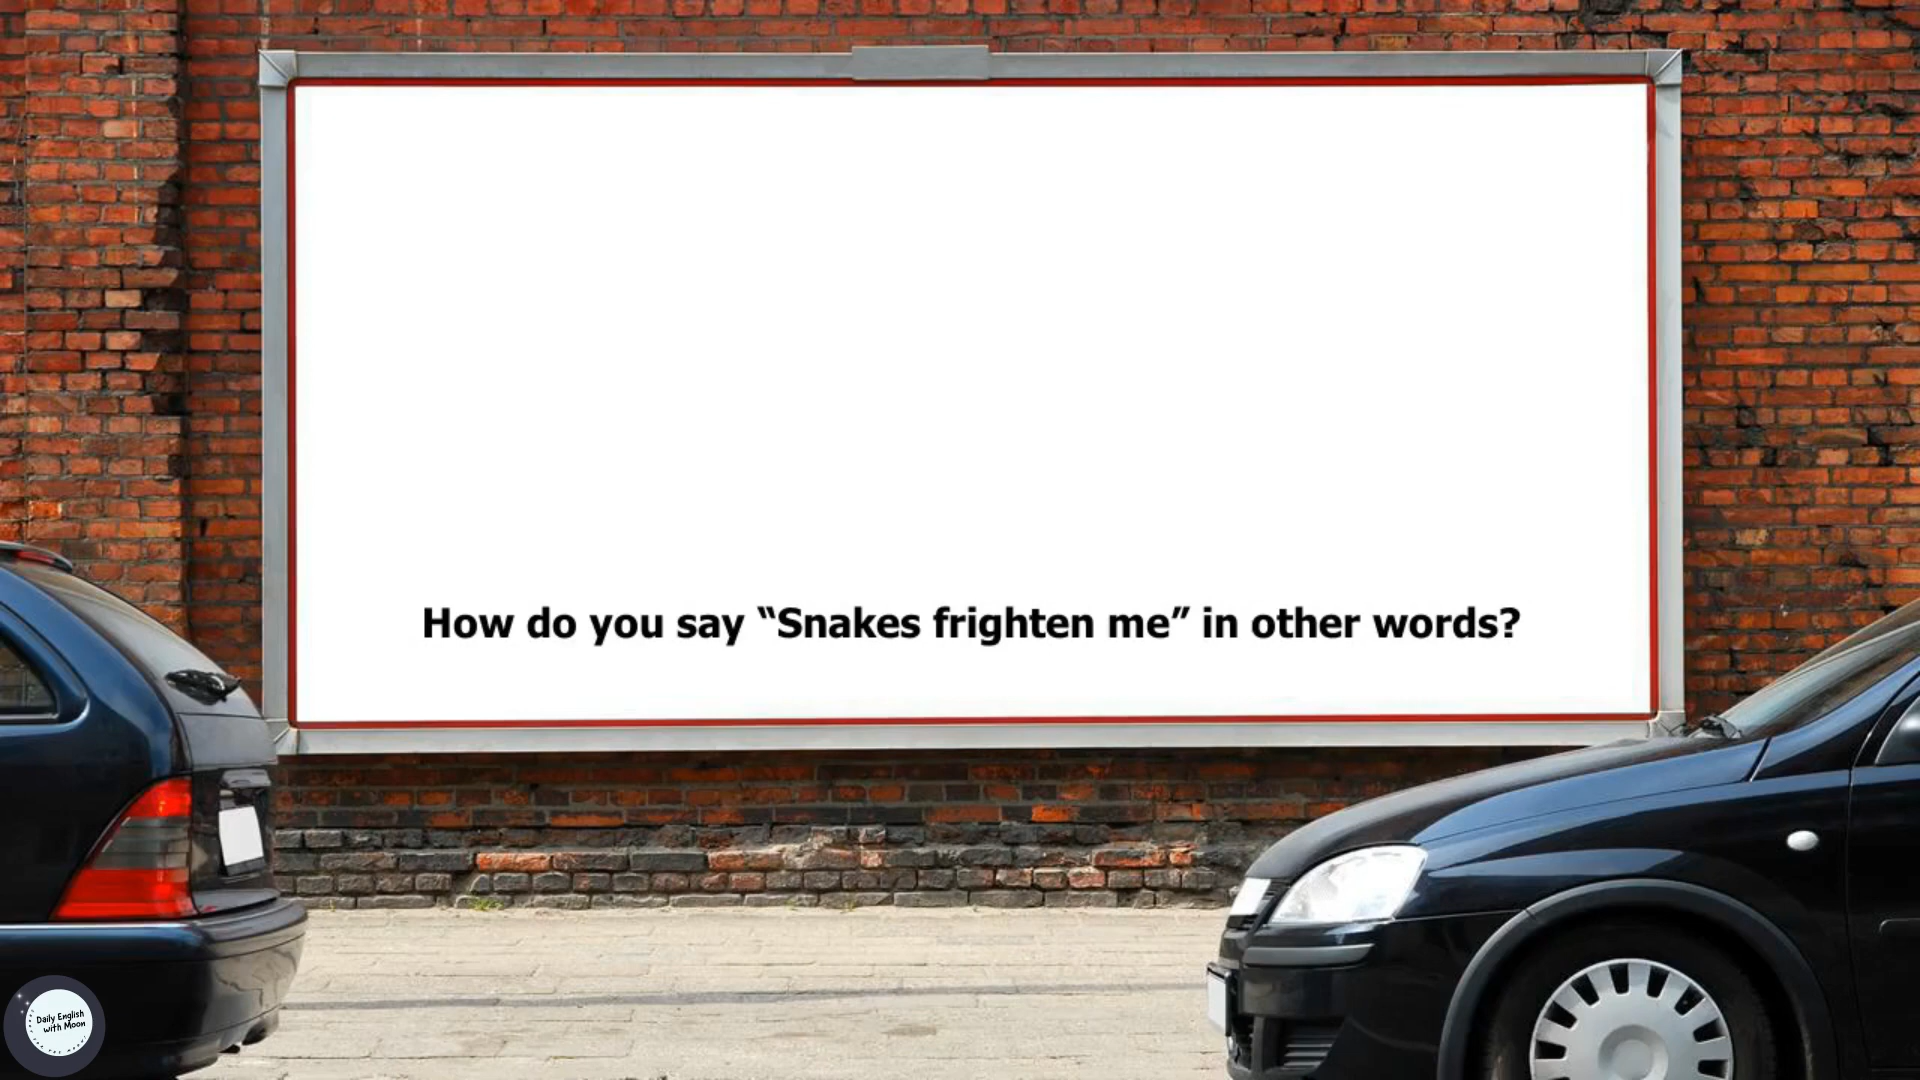 How do you say “Snakes frighten me” in other words?
Daily English
with Moon